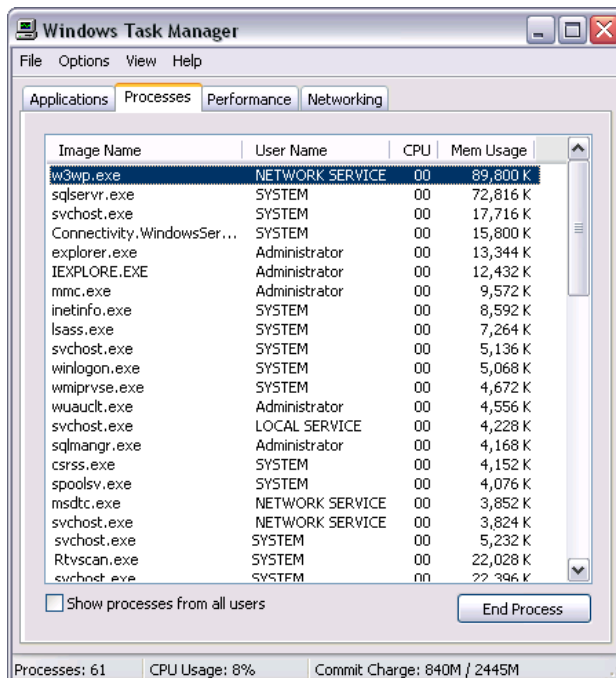 Windows Task Manager
File Options View Help
Applications Processes Performance Networking
Image Name User Name CPU Mem Usage
w3wp.exe NETWORK SERVICE 00 89,800 K
sqlservr.exe SYSTEM 00 72,816 K
svchost.exe SYSTEM 00 17,716 K
Connectivity.WindowsSer... SYSTEM 00 15,800 K
explorer.exe Administrator 00 13,344 K
IEXPLORE.EXE Administrator 00 12,432 K
mmc.exe Administrator 00 9,572 K
inetinfo.exe SYSTEM 00 8,592 K
lsass.exe SYSTEM 00 7,264 K
svchost.exe SYSTEM 00 5,136 K
winlogon.exe SYSTEM 00 5,068 K
wmiprvse.exe SYSTEM 00 4,672 K
wuauclt.exe Administrator 00 4,556 K
svchost.exe LOCAL SERVICE 00 4,228 K
sqlmangr.exe Administrator 00 4,168 K
csrss.exe SYSTEM 00 4,152 K
spoolsv.exe SYSTEM 00 4,076 K
msdtc.exe NETWORK SERVICE 00 3,852 K
svchost.exe NETWORK SERVICE 00 3,824 K
svchost.exe SYSTEM 00 5,232 K
Rtvscan.exe SYSTEM 00 22,028 K
svchost.exe SYSTEM 00 22,396 K
Show processes from all users
End Process
Processes: 61 CPU Usage: 8% Commit Charge: 840M / 2445M